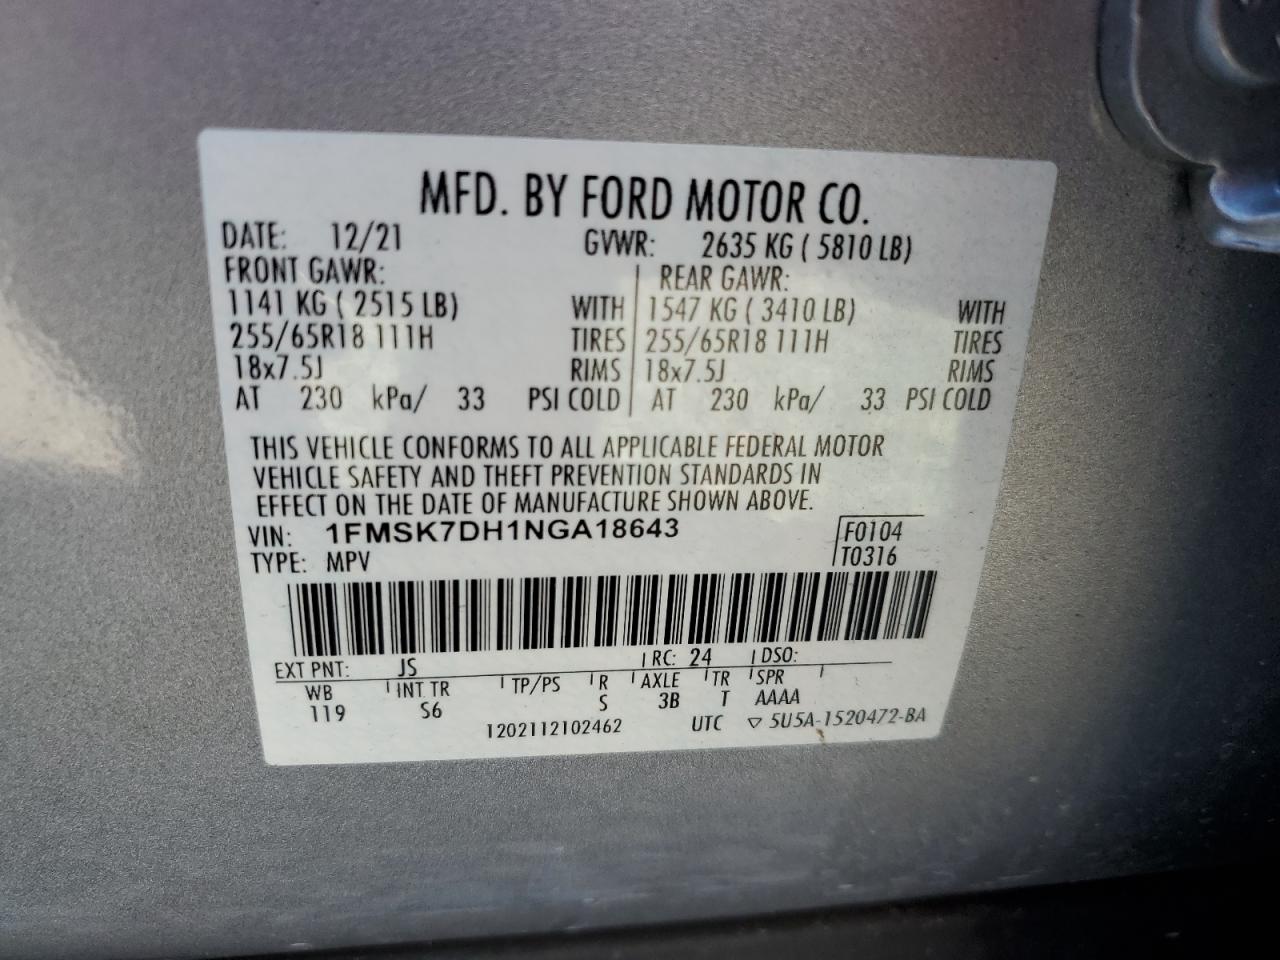 MFD. BY FORD MOTOR CO.
DATE: 12/21 GVWR: 2635 KG ( 5810 LB)
FRONT GAWR: REAR GAWR:
1141 KG ( 2515 LB) WITH 1547 KG ( 3410 LB) WITH
255/65R18 111H TIRES 255/65R18 111H TIRES
18x7.5J RIMS 18x7.5J RIMS
AT 230 kPa/ 33 PSI COLD AT 230 kPa/ 33 PSI COLD
THIS VEHICLE CONFORMS TO ALL APPLICABLE FEDERAL MOTOR
VEHICLE SAFETY AND THEFT PREVENTION STANDARDS IN
EFFECT ON THE DATE OF MANUFACTURE SHOWN ABOVE.
VIN: 1FMSK7DH1NGA18643 F0104
TYPE: MPV T0316
EXT PNT: JS RC: 24 DSO:
WB INT TR TP/PS R AXLE TR SPR
119 S6 S 3B T AAAA
1202112102462 UTC ▽ 5U5A-1520472-BA